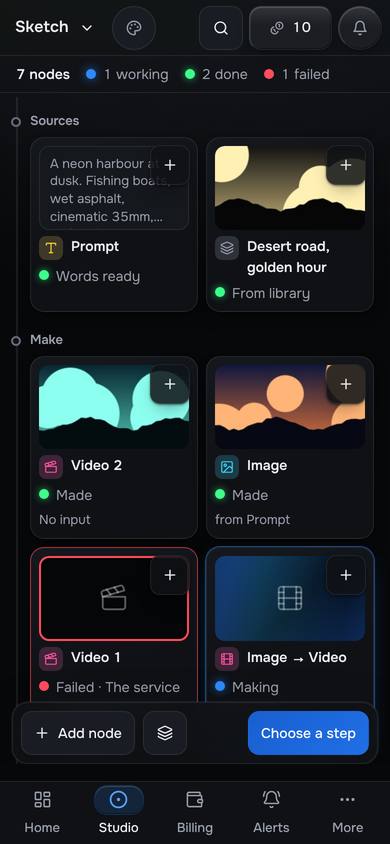 Sketch
10
7 nodes
1 working
2 done
1 failed
Sources
A neon harbour at
dusk. Fishing boats,
wet asphalt,
cinematic 35mm,...
Prompt
Words ready
Desert road,
golden hour
From library
Make
Video 2
Made
No input
Image
Made
from Prompt
Video 1
Failed · The service
Image → Video
Making
Add node
Choose a step
Home
Studio
Billing
Alerts
More